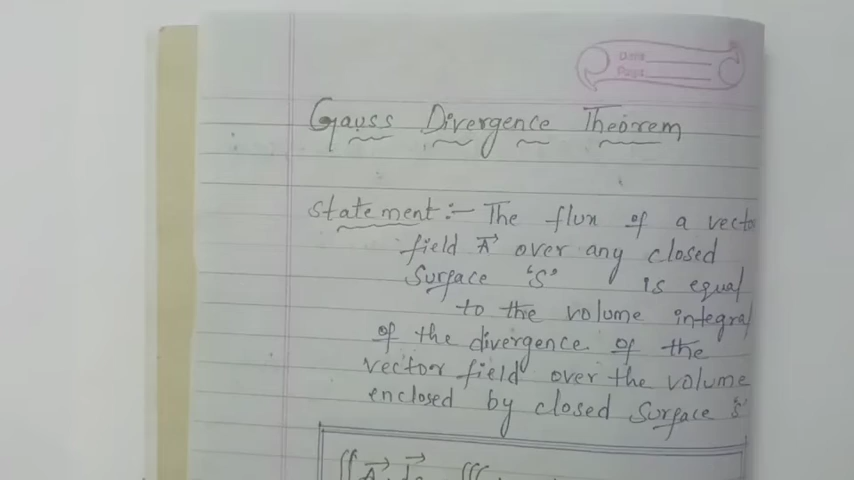 Date
Page
Gauss Divergence Theorem
Statement :- The flux of a vecto
field A⃗ over any closed
Surface 'S' is equal
to the volume integral
of the divergence of the
vector field over the volume
enclosed by closed Surface 'S'
∬ A⃗. ∭